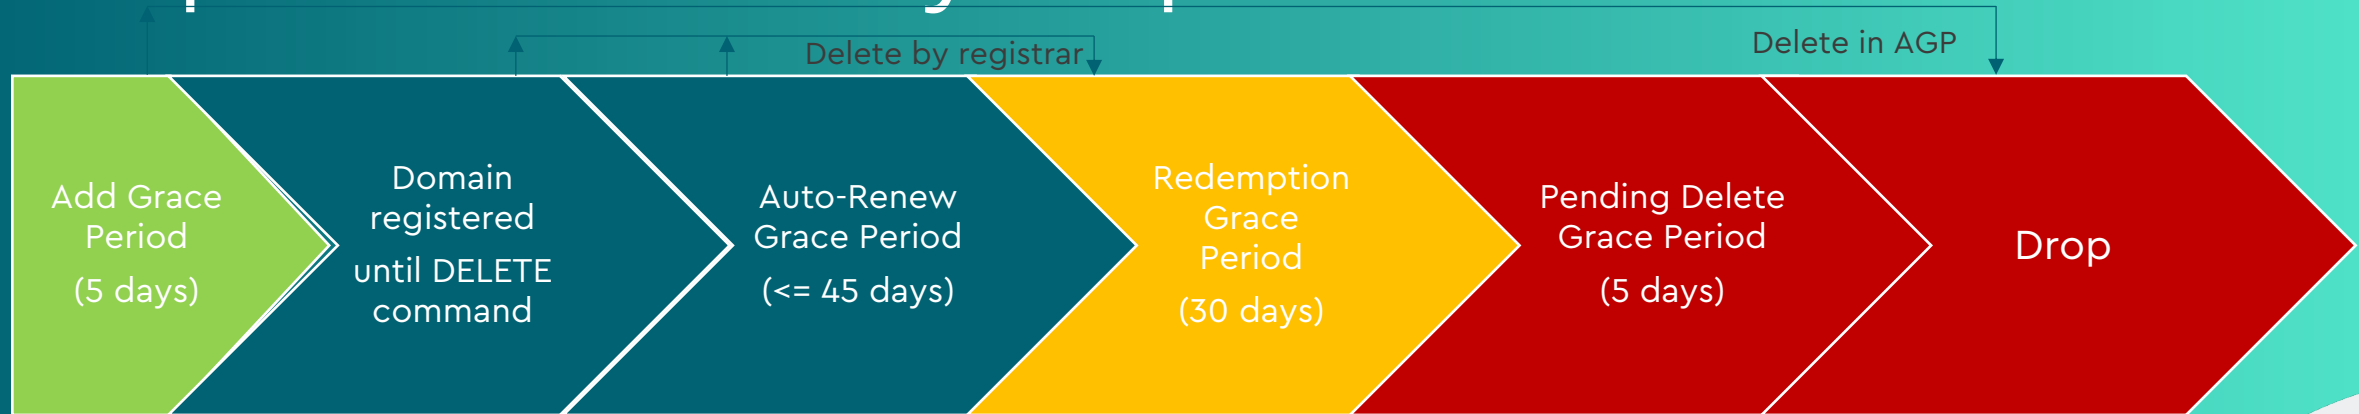 Delete by registrar
Delete in AGP
Add Grace
Period
(5 days)
Domain
registered
until DELETE
command
Auto-Renew
Grace Period
(<= 45 days)
Redemption
Grace
Period
(30 days)
Pending Delete
Grace Period
(5 days)
Drop